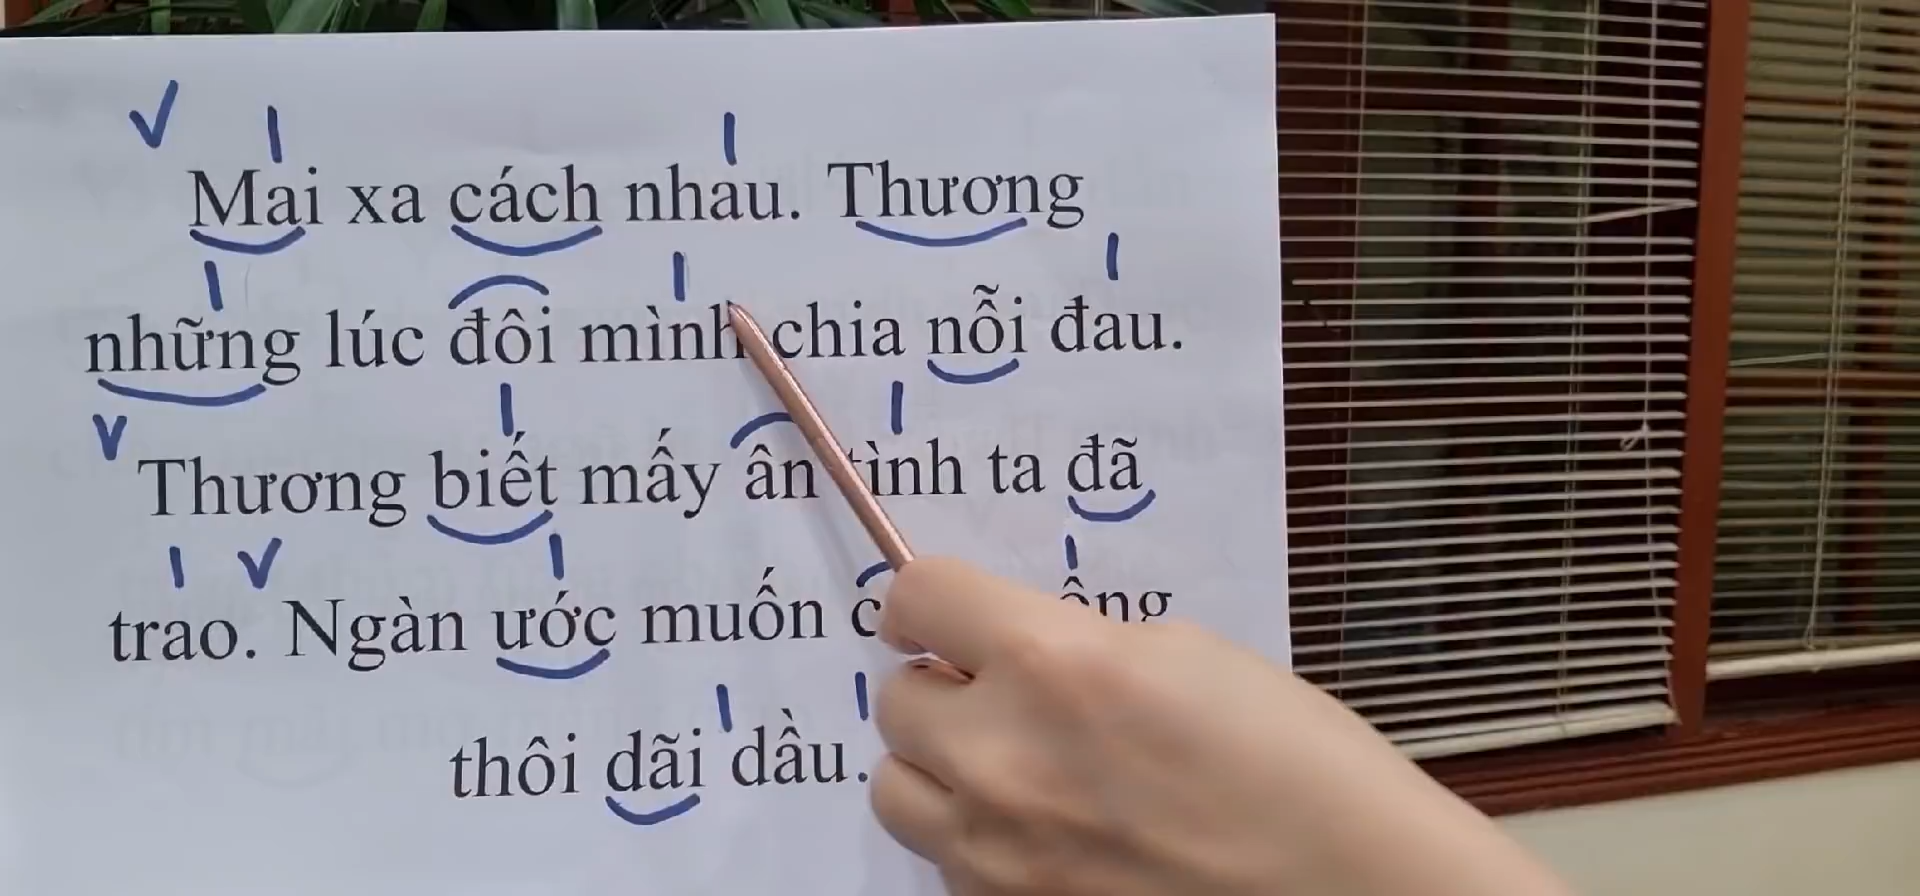 Mai xa cách nhau. Thương
những lúc đôi mình chia nỗi đau.
Thương biết mấy ân tình ta đã
trao. Ngàn ước muốn
thôi dãi dầu.